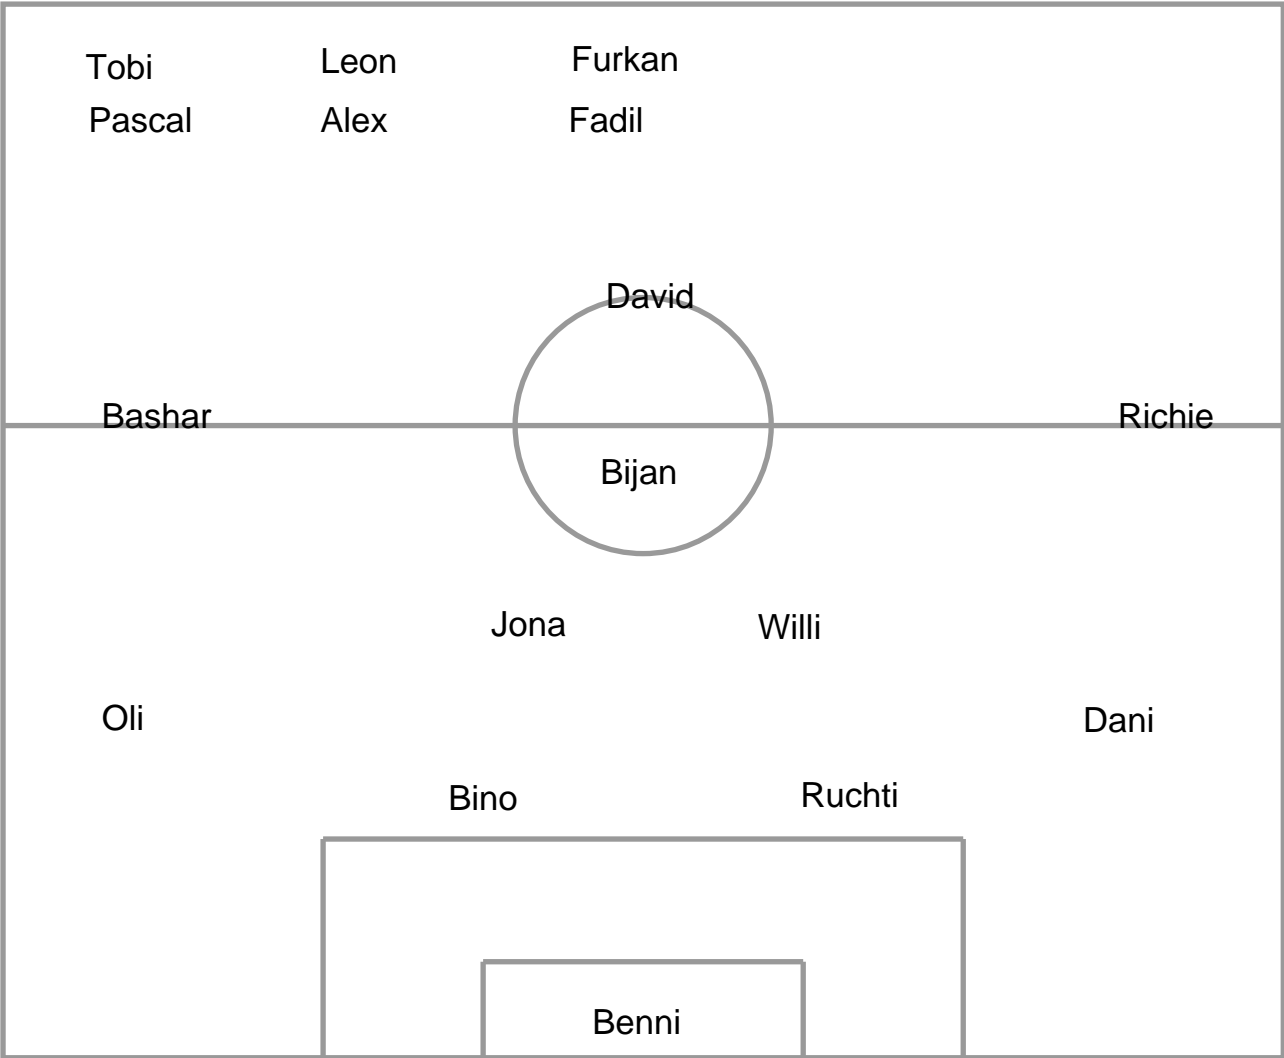 Tobi Leon Furkan
Pascal Alex Fadil
David
Bashar Richie
Bijan
Jona Willi
Oli Dani
Bino Ruchti
Benni